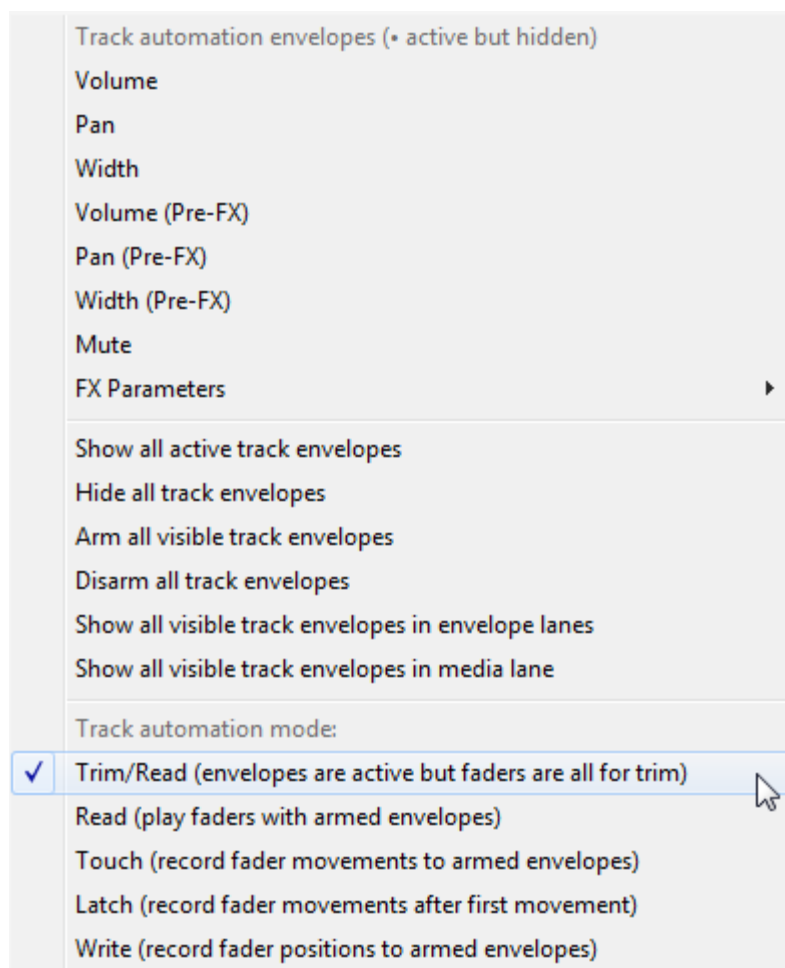 Track automation envelopes (• active but hidden)
Volume
Pan
Width
Volume (Pre-FX)
Pan (Pre-FX)
Width (Pre-FX)
Mute
FX Parameters
Show all active track envelopes
Hide all track envelopes
Arm all visible track envelopes
Disarm all track envelopes
Show all visible track envelopes in envelope lanes
Show all visible track envelopes in media lane
Track automation mode:
Trim/Read (envelopes are active but faders are all for trim)
Read (play faders with armed envelopes)
Touch (record fader movements to armed envelopes)
Latch (record fader movements after first movement)
Write (record fader positions to armed envelopes)